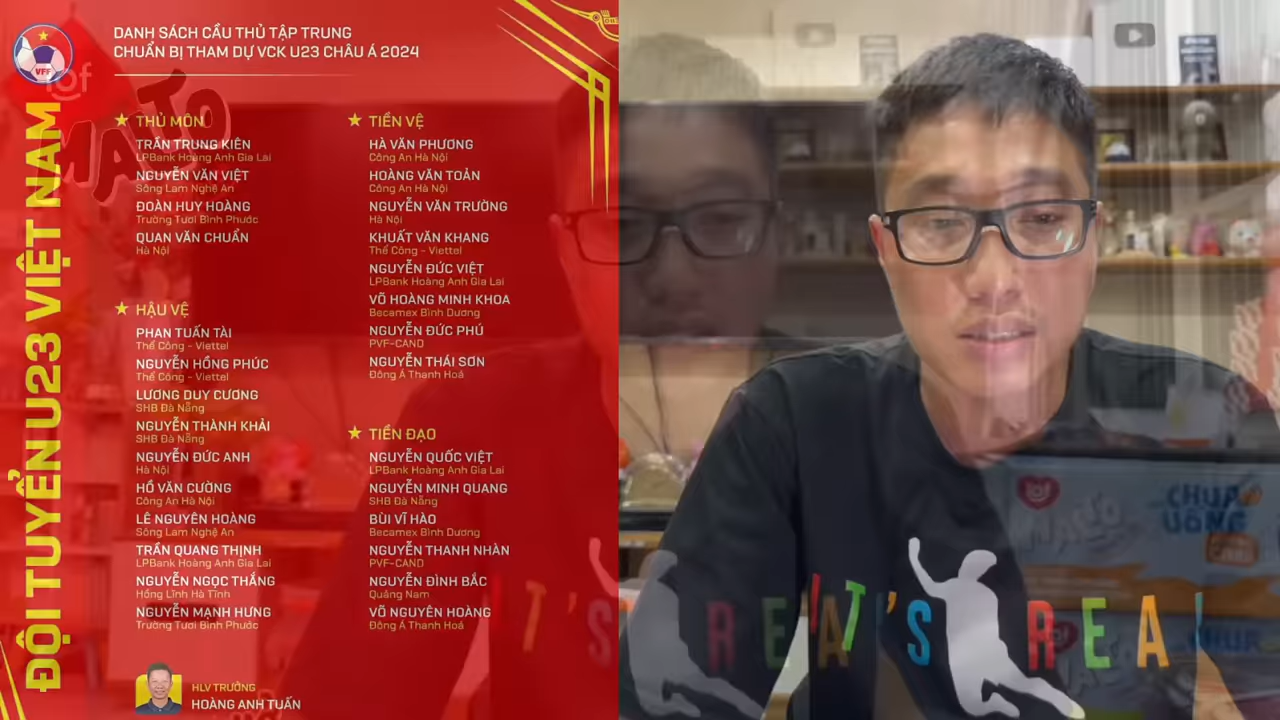 DANH SÁCH CẦU THỦ TẬP TRUNG
CHUẨN BỊ THAM DỰ VCK U23 CHÂU Á 2024
VFF
lof
MATO
ĐỘI TUYỂN U23 VIỆT NAM
THỦ MÔN
TRẦN TRUNG KIÊN
LPBank Hoàng Anh Gia Lai
NGUYỄN VĂN VIỆT
Sông Lam Nghệ An
ĐOÀN HUY HOÀNG
Trường Tươi Bình Phước
QUAN VĂN CHUẨN
Hà Nội
HẬU VỆ
PHAN TUẤN TÀI
Thể Công - Viettel
NGUYỄN HỒNG PHÚC
Thể Công - Viettel
LƯƠNG DUY CƯƠNG
SHB Đà Nẵng
NGUYỄN THÀNH KHẢI
SHB Đà Nẵng
NGUYỄN ĐỨC ANH
Hà Nội
HỒ VĂN CƯỜNG
Công An Hà Nội
LÊ NGUYÊN HOÀNG
Sông Lam Nghệ An
TRẦN QUANG THỊNH
LPBank Hoàng Anh Gia Lai
NGUYỄN NGỌC THẮNG
Hồng Lĩnh Hà Tĩnh
NGUYỄN MẠNH HƯNG
Trường Tươi Bình Phước
TIỀN VỆ
HÀ VĂN PHƯƠNG
Công An Hà Nội
HOÀNG VĂN TOẢN
Công An Hà Nội
NGUYỄN VĂN TRƯỜNG
Hà Nội
KHUẤT VĂN KHANG
Thể Công - Viettel
NGUYỄN ĐỨC VIỆT
LPBank Hoàng Anh Gia Lai
VÕ HOÀNG MINH KHOA
Becamex Bình Dương
NGUYỄN ĐỨC PHÚ
PVF-CAND
NGUYỄN THÁI SƠN
Đông Á Thanh Hoá
TIỀN ĐẠO
NGUYỄN QUỐC VIỆT
LPBank Hoàng Anh Gia Lai
NGUYỄN MINH QUANG
SHB Đà Nẵng
BÙI VĨ HÀO
Becamex Bình Dương
NGUYỄN THANH NHÀN
PVF-CAND
NGUYỄN ĐÌNH BẮC
Quảng Nam
VÕ NGUYÊN HOÀNG
Đông Á Thanh Hoá
HLV TRƯỞNG
HOÀNG ANH TUẤN
T'S REA
IT'S REA
lof
CHUA
UỐNG
CHUA